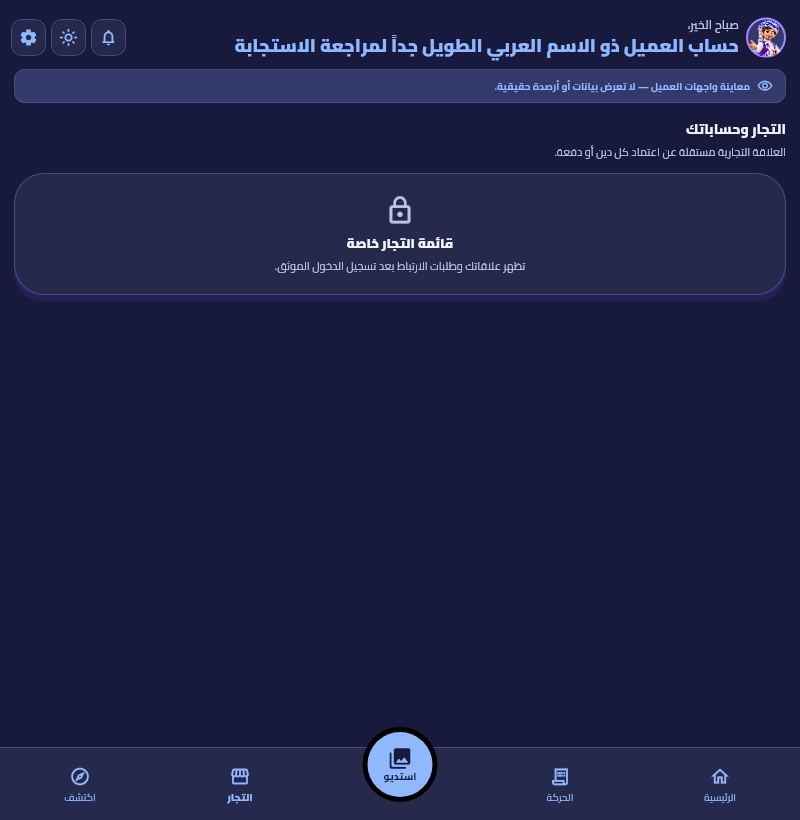 صباح الخير،
حساب العميل ذو الاسم العربي الطويل جداً لمراجعة الاستجابة
معاينة واجهات العميل — لا تعرض بيانات أو أرصدة حقيقية.
التجار وحساباتك
العلاقة التجارية مستقلة عن اعتماد كل دين أو دفعة.
قائمة التجار خاصة
تظهر علاقاتك وطلبات الارتباط بعد تسجيل الدخول الموثق.
الرئيسية
الحركة
استديو
التجار
اكتشف